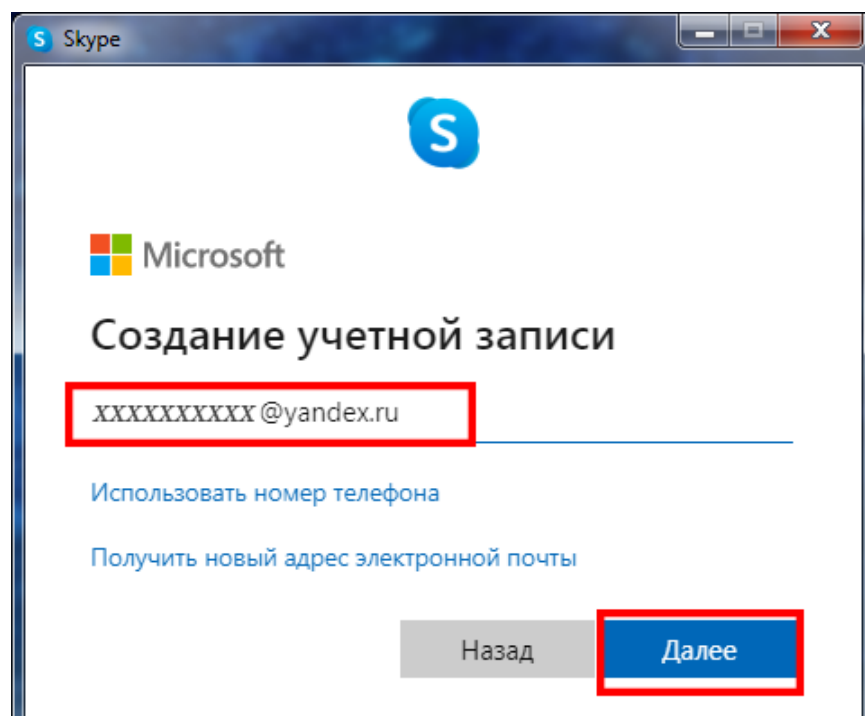 Skype
S
Microsoft
Создание учетной записи
xxxxxxxxxx@yandex.ru
Использовать номер телефона
Получить новый адрес электронной почты
Назад Далее